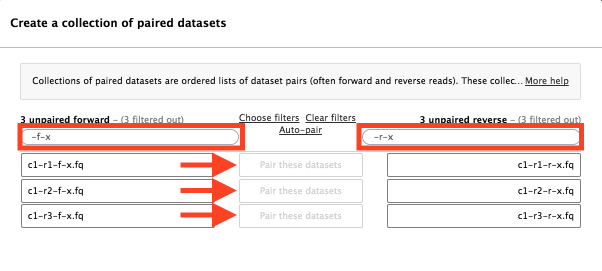 Create a collection of paired datasets
Collections of paired datasets are ordered lists of dataset pairs (often forward and reverse reads). These collec... More help
3 unpaired forward – (3 filtered out) Choose filters Clear filters 3 unpaired reverse – (3 filtered out)
Auto-pair
-f-x -r-x
c1-r1-f-x.fq Pair these datasets c1-r1-r-x.fq
c1-r2-f-x.fq Pair these datasets c1-r2-r-x.fq
c1-r3-f-x.fq Pair these datasets c1-r3-r-x.fq